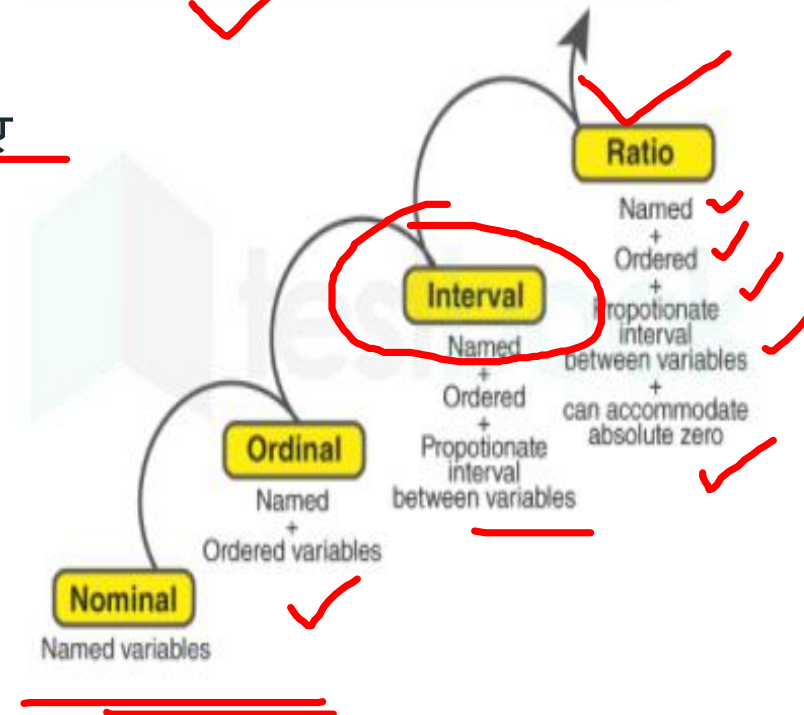 Ratio
Named
+
Ordered
+
Propotionate
interval
between variables
+
can accommodate
absolute zero
Interval
Named
+
Ordered
+
Propotionate
interval
between variables
Ordinal
Named
+
Ordered variables
Nominal
Named variables